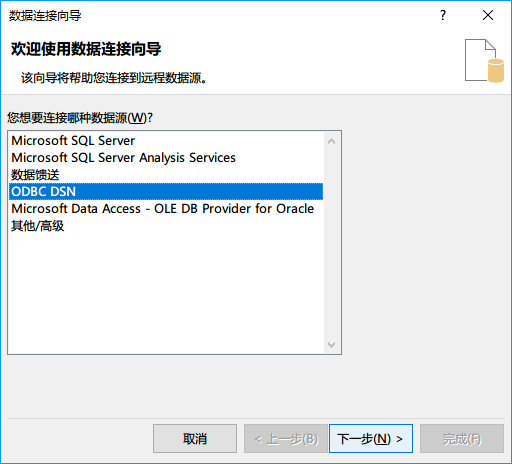 数据连接向导
?
欢迎使用数据连接向导
该向导将帮助您连接到远程数据源。
您想要连接哪种数据源(W)?
Microsoft SQL Server
Microsoft SQL Server Analysis Services
数据馈送
ODBC DSN
Microsoft Data Access - OLE DB Provider for Oracle
其他/高级
取消 < 上一步(B) 下一步(N) > 完成(F)